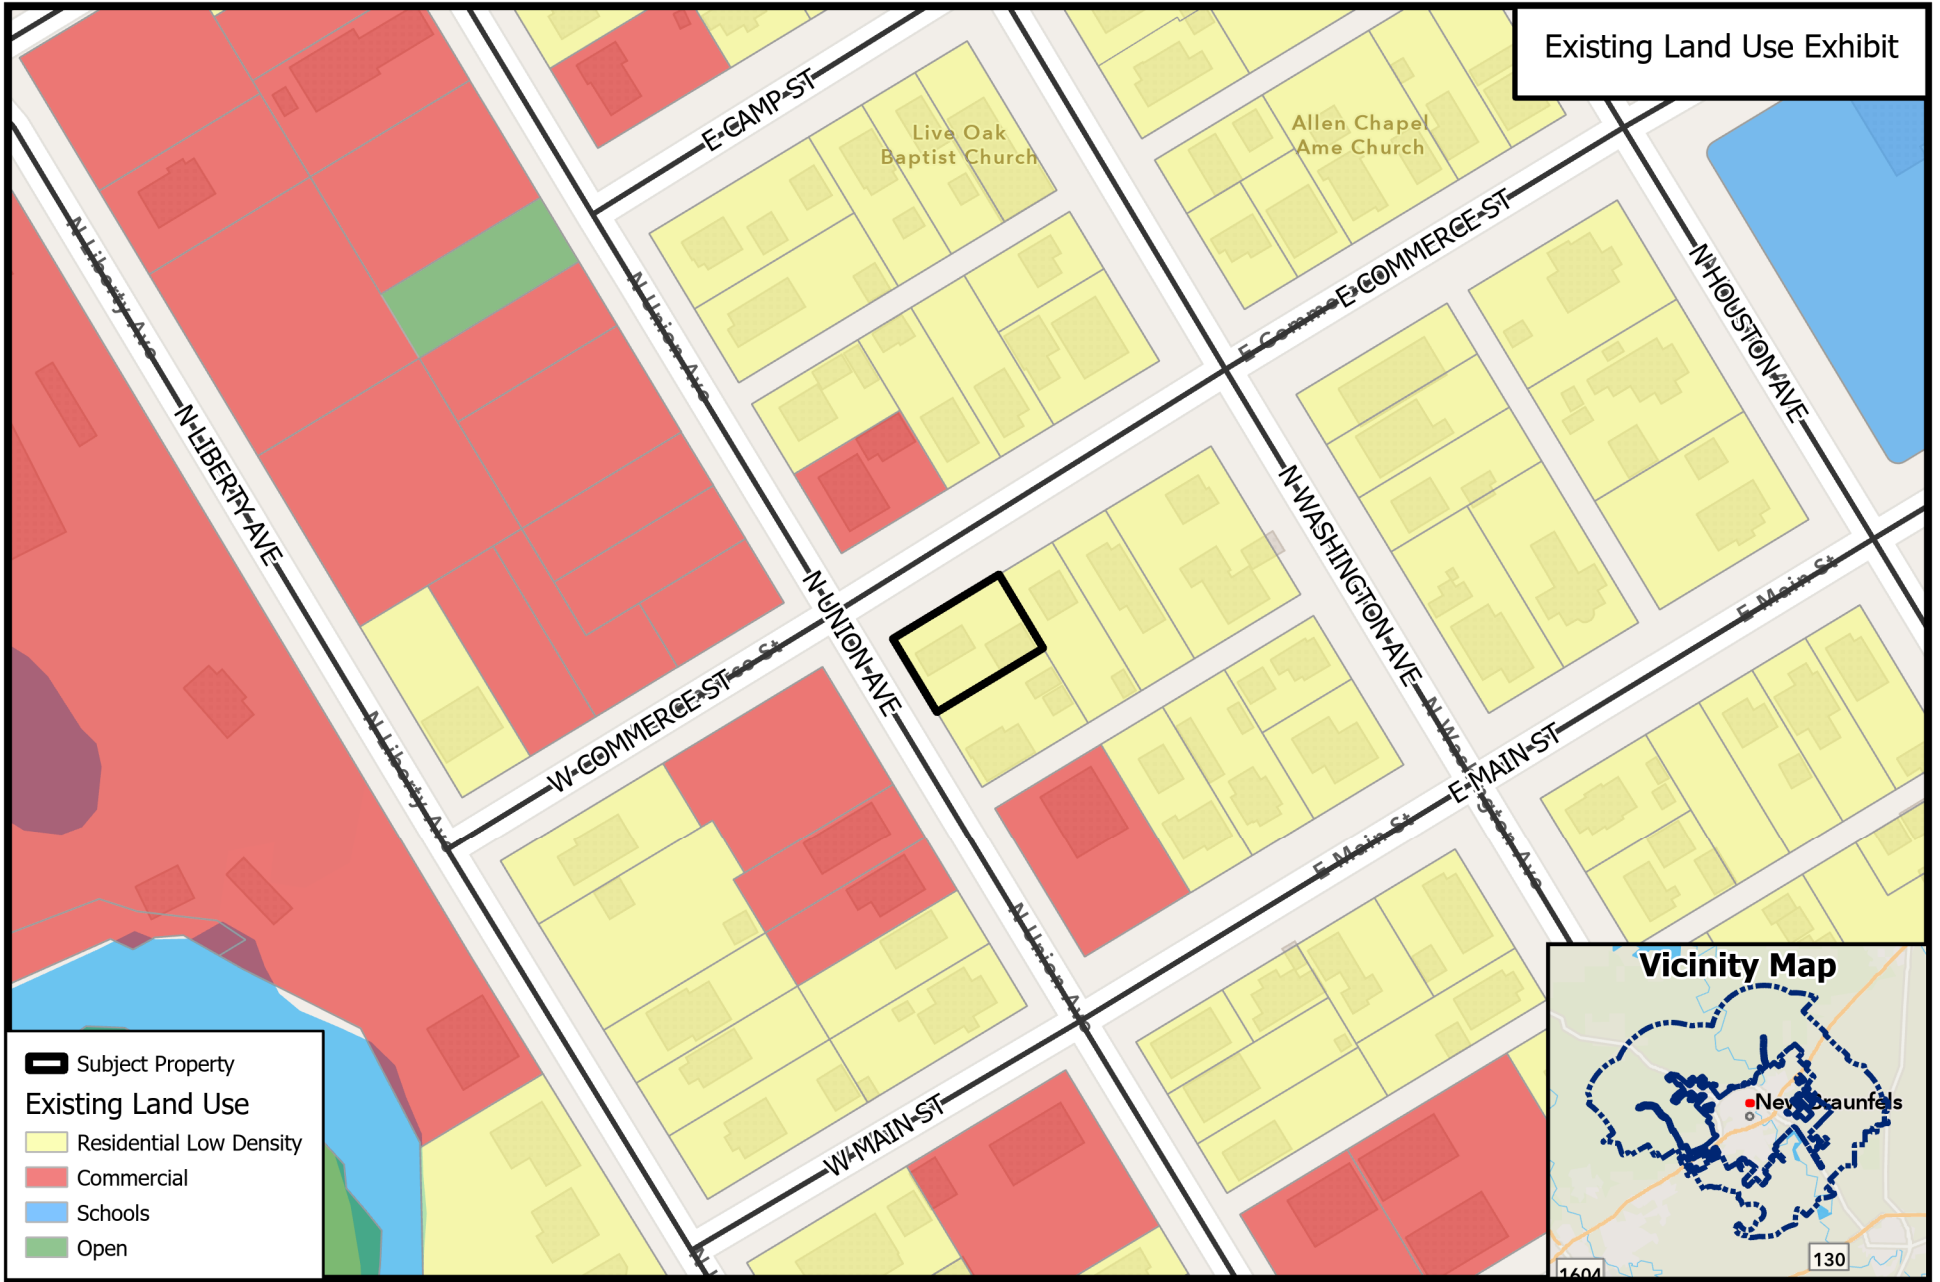 Existing Land Use Exhibit
E CAMP ST
Live Oak
Baptist Church
Allen Chapel
Ame Church
N Liberty Ave
N Union Ave
E COMMERCE ST
N HOUSTON AVE
N LIBERTY AVE
N WASHINGTON AVE
N UNION AVE
E Main St
W COMMERCE ST
N Liberty Ave
E MAIN ST
N Washington Ave
E Main St
N Union Ave
W MAIN ST
Subject Property
Existing Land Use
Residential Low Density
Commercial
Schools
Open
Vicinity Map
New Braunfels
130
1604